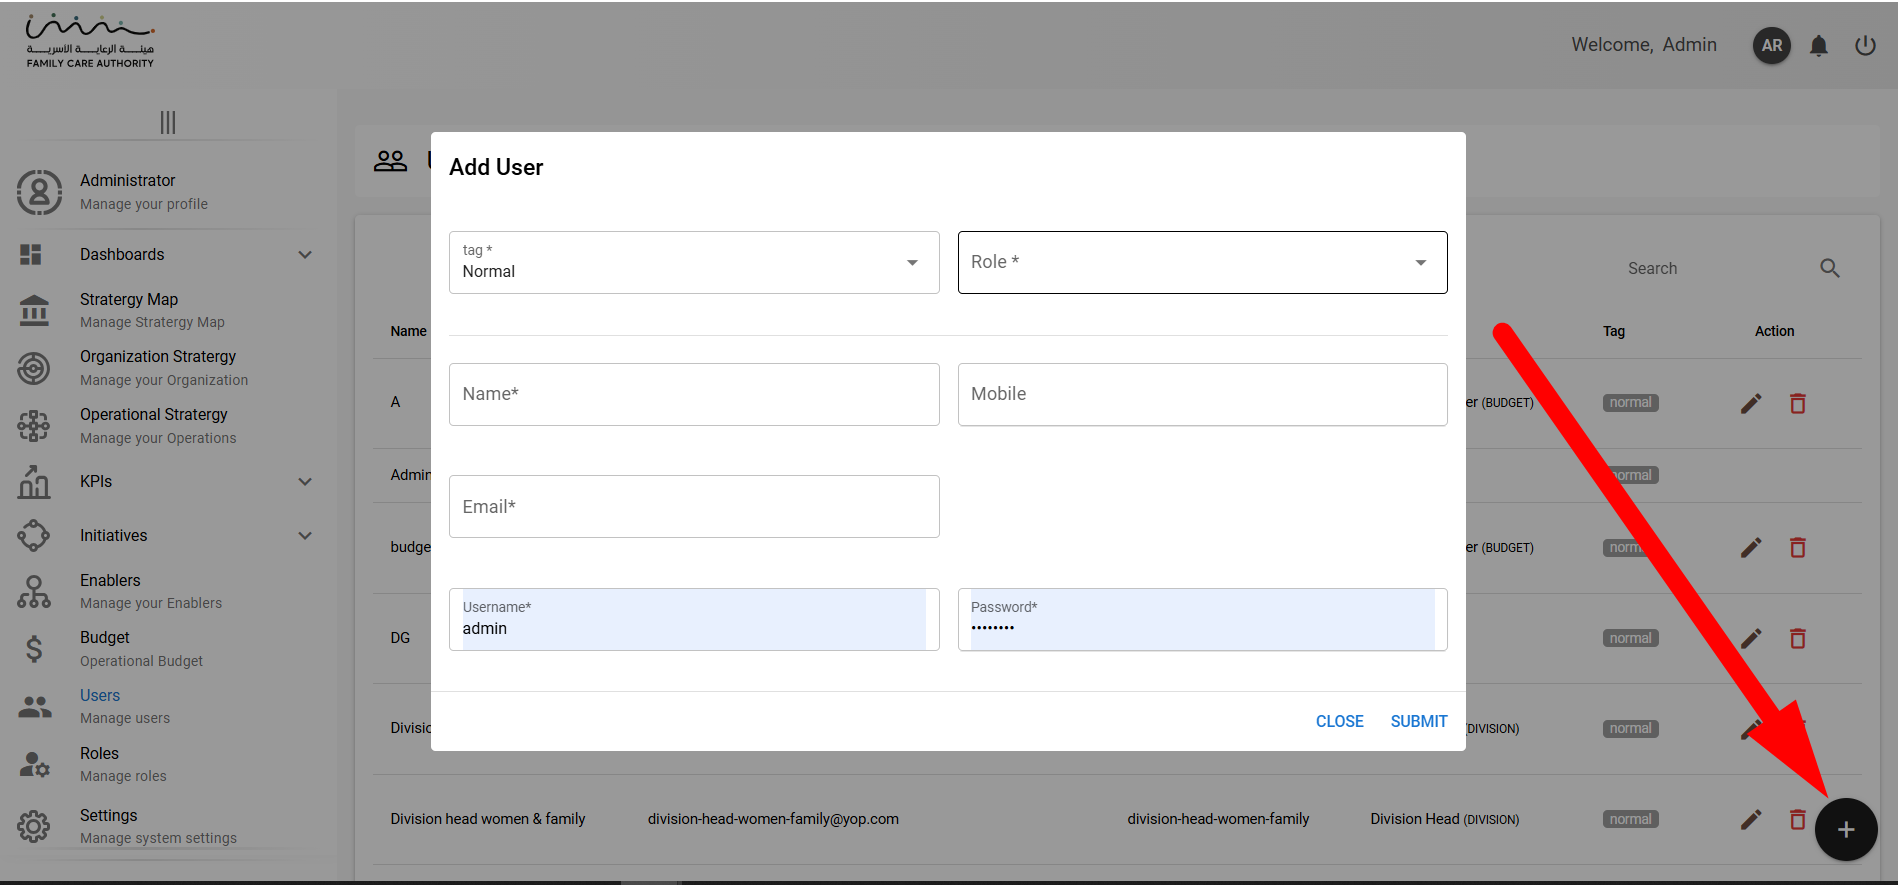 هيئة الرعاية الأسرية
FAMILY CARE AUTHORITY
Welcome, Admin
AR
Administrator
Manage your profile
Dashboards
Stratergy Map
Manage Stratergy Map
Organization Stratergy
Manage your Organization
Operational Stratergy
Manage your Operations
KPIs
Initiatives
Enablers
Manage your Enablers
Budget
Operational Budget
Users
Manage users
Roles
Manage roles
Settings
Manage system settings
Add User
tag *
Normal
Role *
Name*
Mobile
Email*
Username*
admin
Password*
••••••••
CLOSE
SUBMIT
Search
Name
Tag
Action
A
er (BUDGET)
normal
Admin
normal
budge
er (BUDGET)
norm
DG
normal
Divisio
(DIVISION)
normal
Division head women & family
division-head-women-family@yop.com
division-head-women-family
Division Head (DIVISION)
normal
+